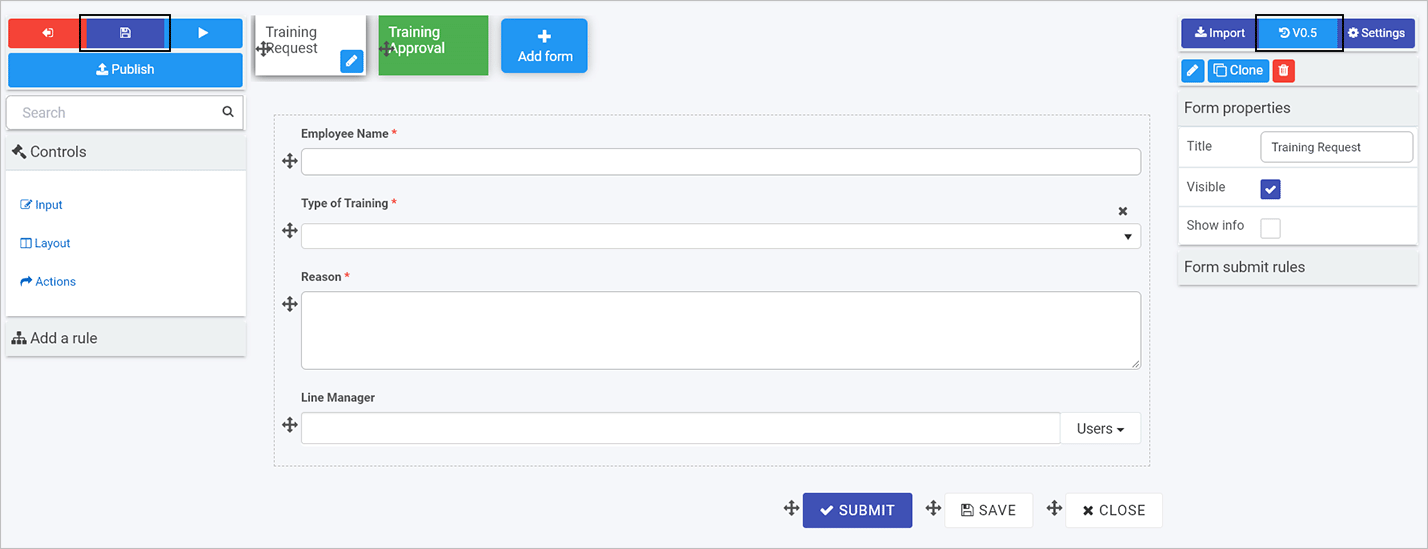 Publish
Search
Controls
Input
Layout
Actions
Add a rule
Training
Request
Training
Approval
Add form
Employee Name *
Type of Training *
Reason *
Line Manager
Users
SUBMIT
SAVE
CLOSE
Import
V0.5
Settings
Clone
Form properties
Title
Training Request
Visible
Show info
Form submit rules